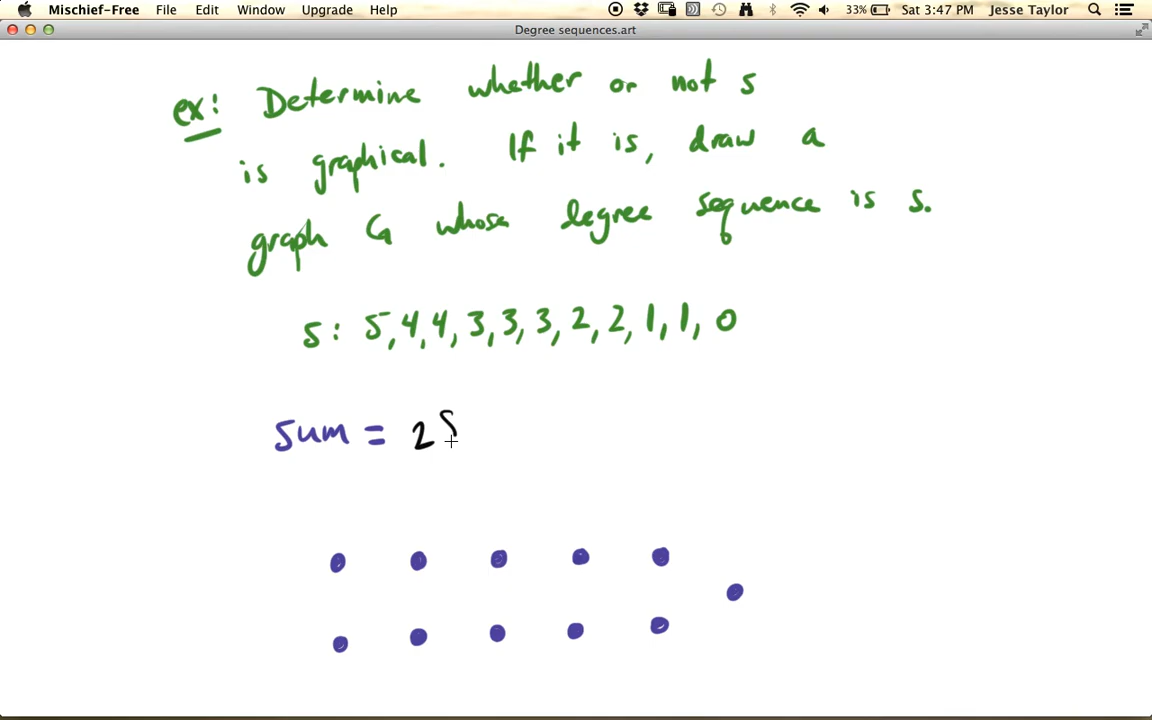 Mischief-Free File Edit Window Upgrade Help 33% Sat 3:47 PM Jesse Taylor
Degree sequences.art
ex: Determine whether or not s
is graphical. If it is, draw a
graph G whose degree sequence is s.
s: 5,4,4,3,3,3,2,2,1,1,0
Sum = 2